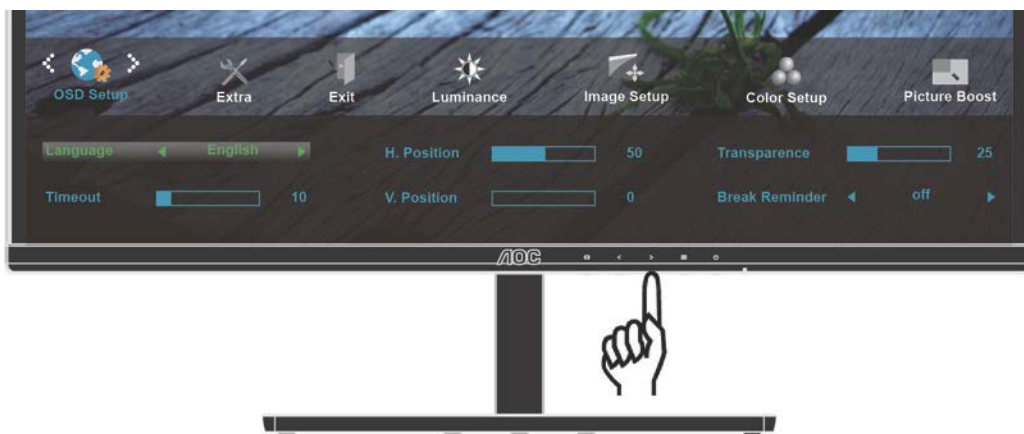 OSD Setup Extra Exit Luminance Image Setup Color Setup Picture Boost
Language English H. Position 50 Transparence 25
Timeout 10 V. Position 0 Break Reminder off
AOC